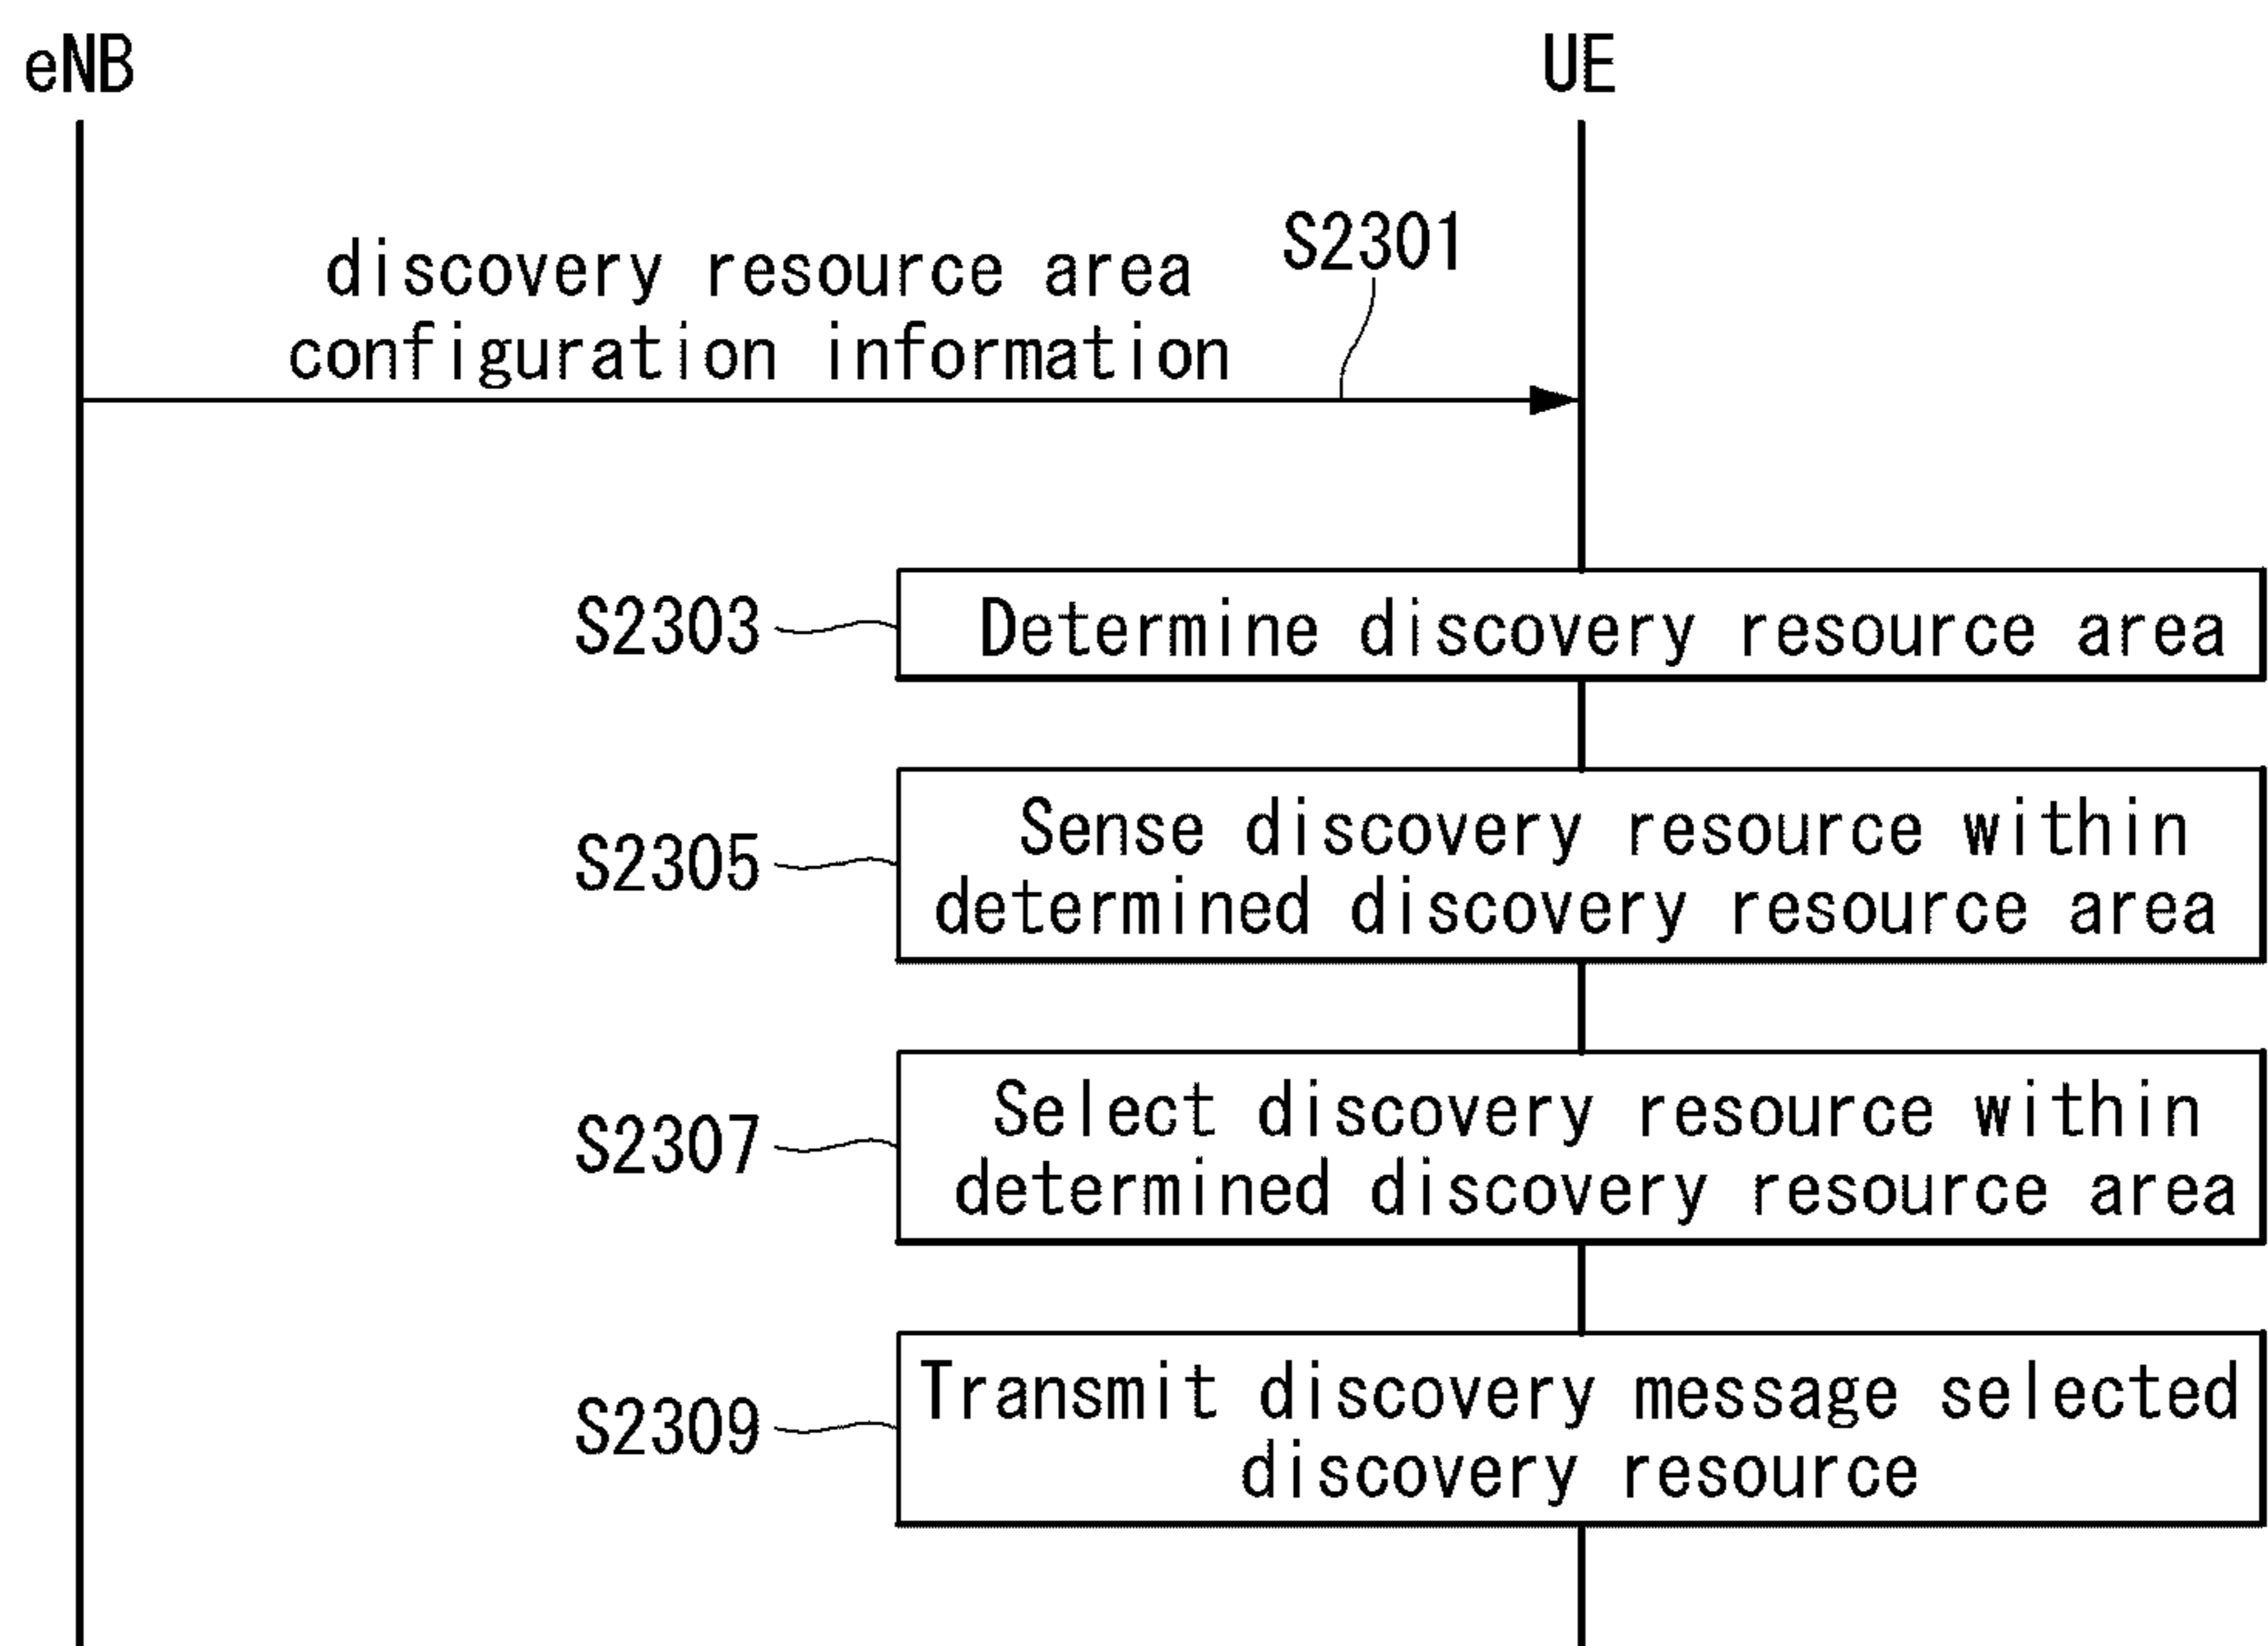 eNB
UE
S2301
discovery resource area
configuration information
S2303
Determine discovery resource area
S2305
Sense discovery resource within
determined discovery resource area
S2307
Select discovery resource within
determined discovery resource area
S2309
Transmit discovery message selected
discovery resource